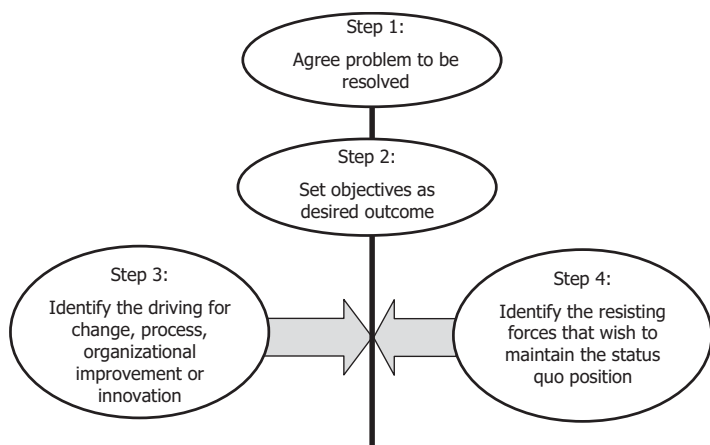 Step 1:
Agree problem to be
resolved
Step 2:
Set objectives as
desired outcome
Step 3:
Identify the driving for
change, process,
organizational
improvement or
innovation
Step 4:
Identify the resisting
forces that wish to
maintain the status
quo position